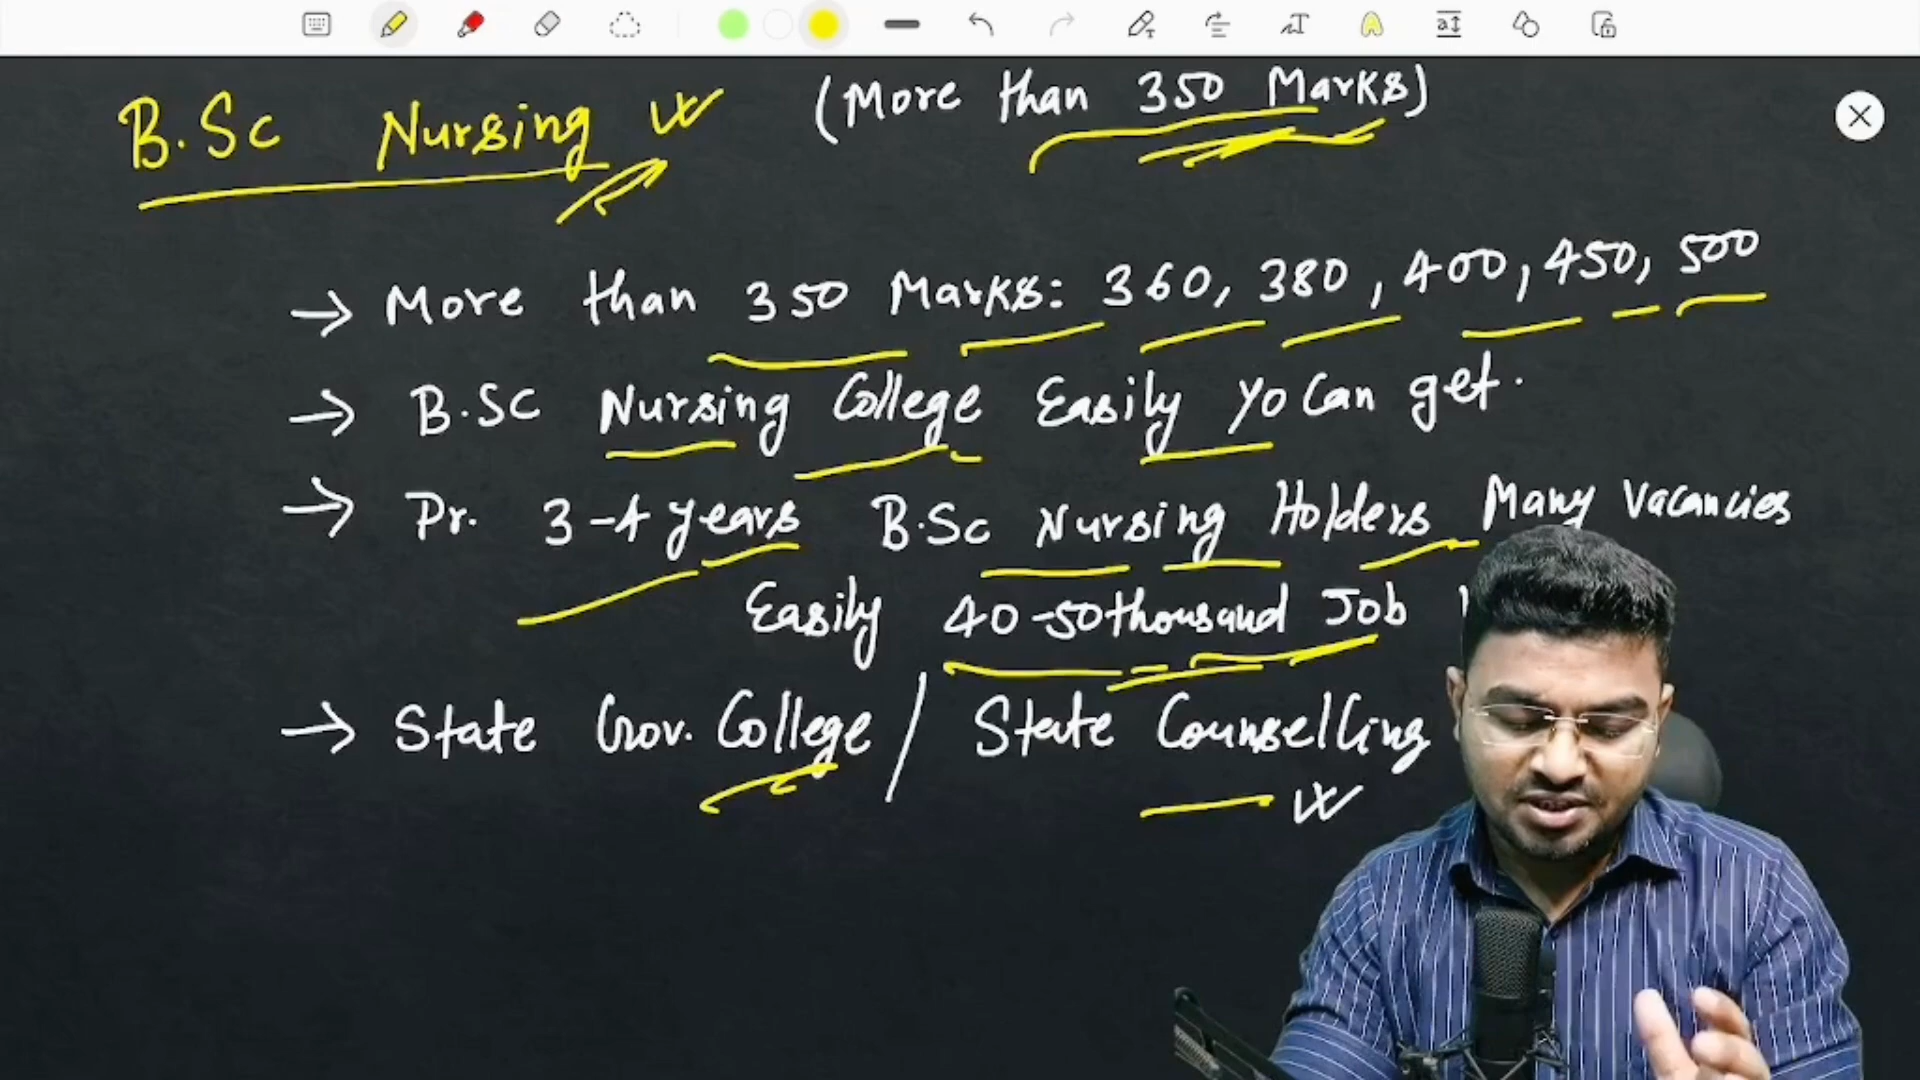 B.Sc Nursing (More than 350 Marks)
→ More than 350 Marks: 360, 380, 400, 450, 500
→ B.SC Nursing College Easily Yo Can get.
→ Pr. 3-4 years B.Sc Nursing Holders Many Vacancies
Easily 40-50 thousand Job
→ State Gov. College / State Counselling